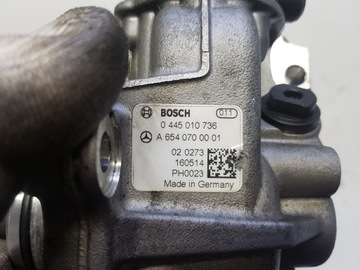 BOSCH 011
0 445 010 736
A 654 070 00 01
02 0273
160514
PH0023
Made in Germany